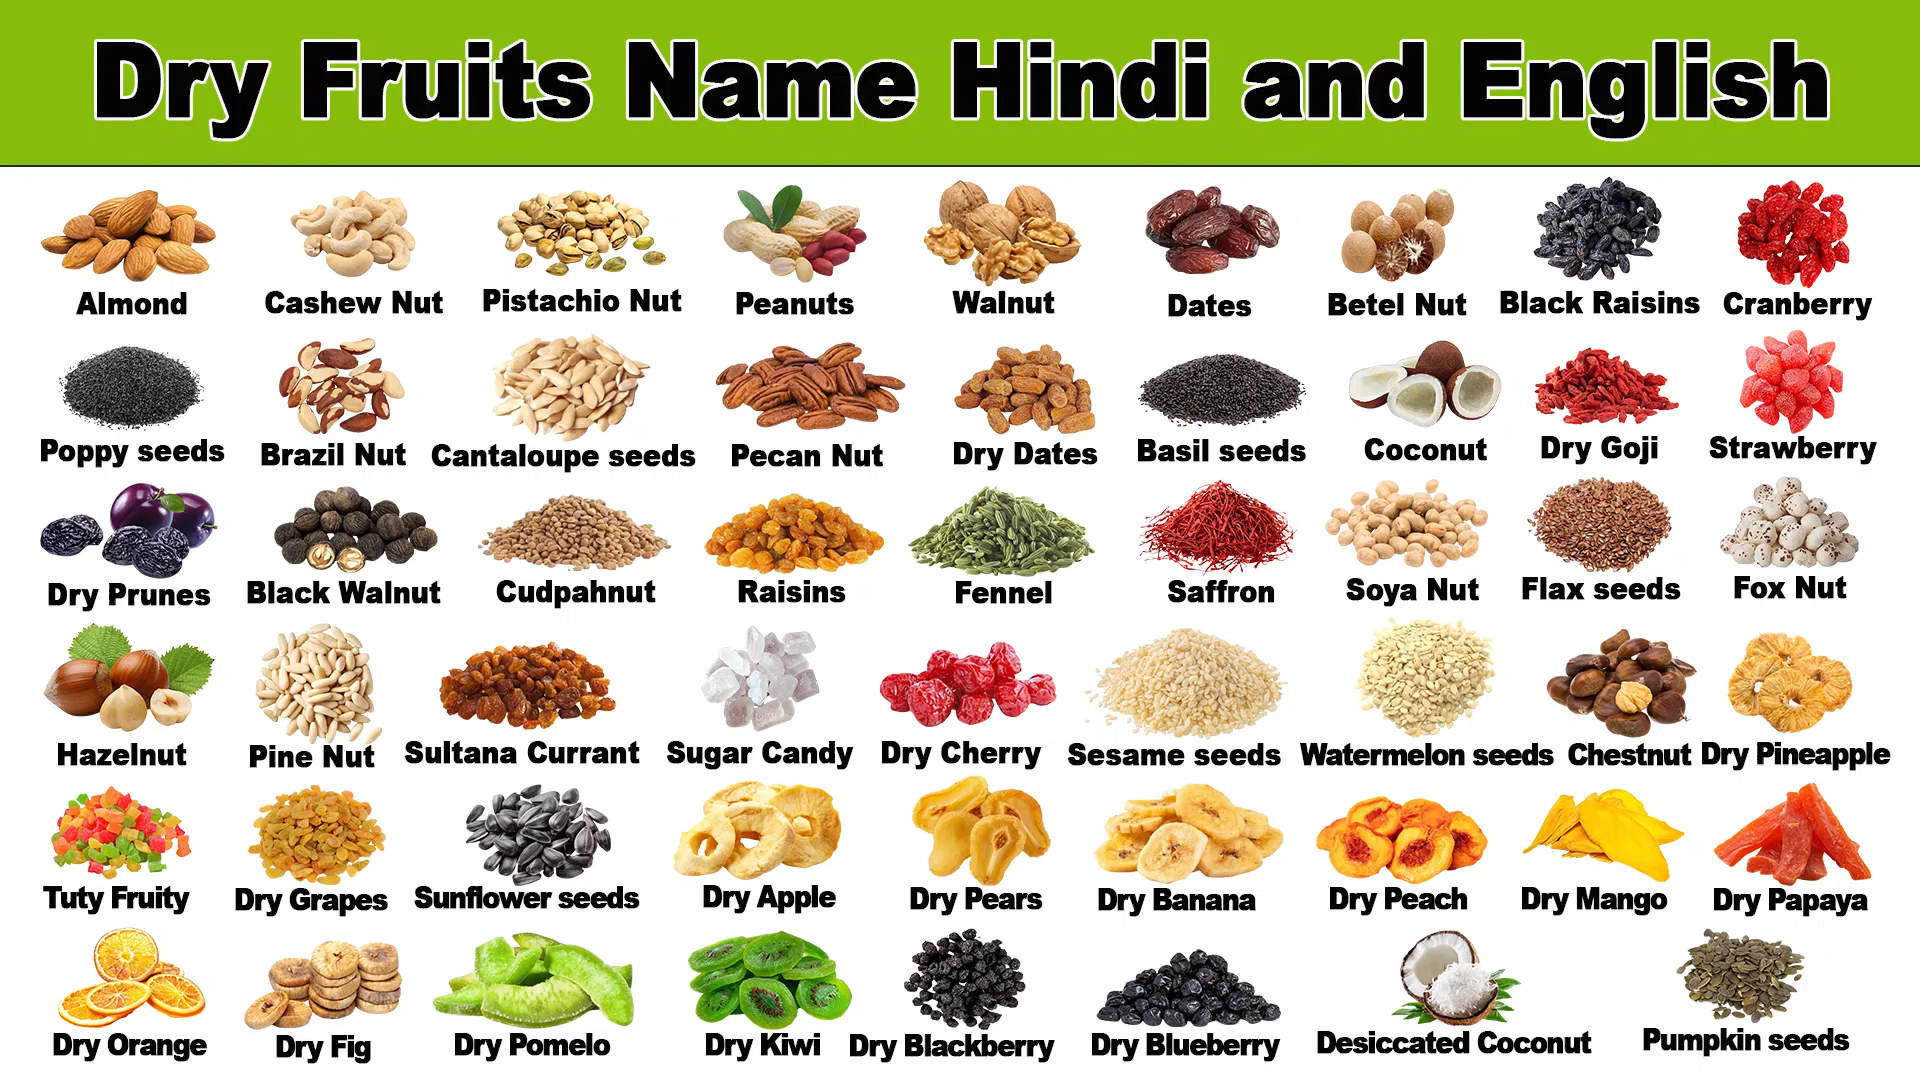 Dry Fruits Name Hindi and English
Almond
Cashew Nut
Pistachio Nut
Peanuts
Walnut
Dates
Betel Nut
Black Raisins
Cranberry
Poppy seeds
Brazil Nut
Cantaloupe seeds
Pecan Nut
Dry Dates
Basil seeds
Coconut
Dry Goji
Strawberry
Dry Prunes
Black Walnut
Cudpahnut
Raisins
Fennel
Saffron
Soya Nut
Flax seeds
Fox Nut
Hazelnut
Pine Nut
Sultana Currant
Sugar Candy
Dry Cherry
Sesame seeds
Watermelon seeds
Chestnut
Dry Pineapple
Tuty Fruity
Dry Grapes
Sunflower seeds
Dry Apple
Dry Pears
Dry Banana
Dry Peach
Dry Mango
Dry Papaya
Dry Orange
Dry Fig
Dry Pomelo
Dry Kiwi
Dry Blackberry
Dry Blueberry
Desiccated Coconut
Pumpkin seeds